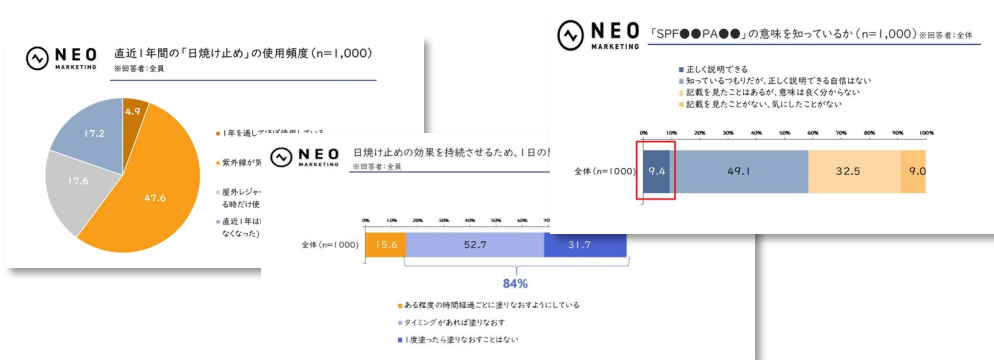 NEO
MARKETING
直近1年間の「日焼け止め」の使用頻度(n=1,000)
※回答者:全員
4.9
17.2
17.6
47.6
■1年を通してほぼ使用している
■紫外線が気
■屋外レジャ
る時だけ使
■直近1年は
なくなった)
NEO
MARKETING
日焼け止めの効果を持続させるため、1日の
※回答者:全員
0% 10% 20% 30% 40% 50% 60%
全体(n=1000)
15.6 52.7 31.7
84%
■ある程度の時間経過ごとに塗りなおすようにしている
■タイミングがあれば塗りなおす
■1度塗ったら塗りなおすことはない
NEO
MARKETING
「SPF●●PA●●」の意味を知っているか(n=1,000)※回答者:全体
■正しく説明できる
■知っているつもりだが、正しく説明できる自信はない
■記載を見たことはあるが、意味は良く分からない
■記載を見たことがない、気にしたことがない
0% 10% 20% 30% 40% 50% 60% 70% 80% 90% 100%
全体(n=1000)
9.4 49.1 32.5 9.0